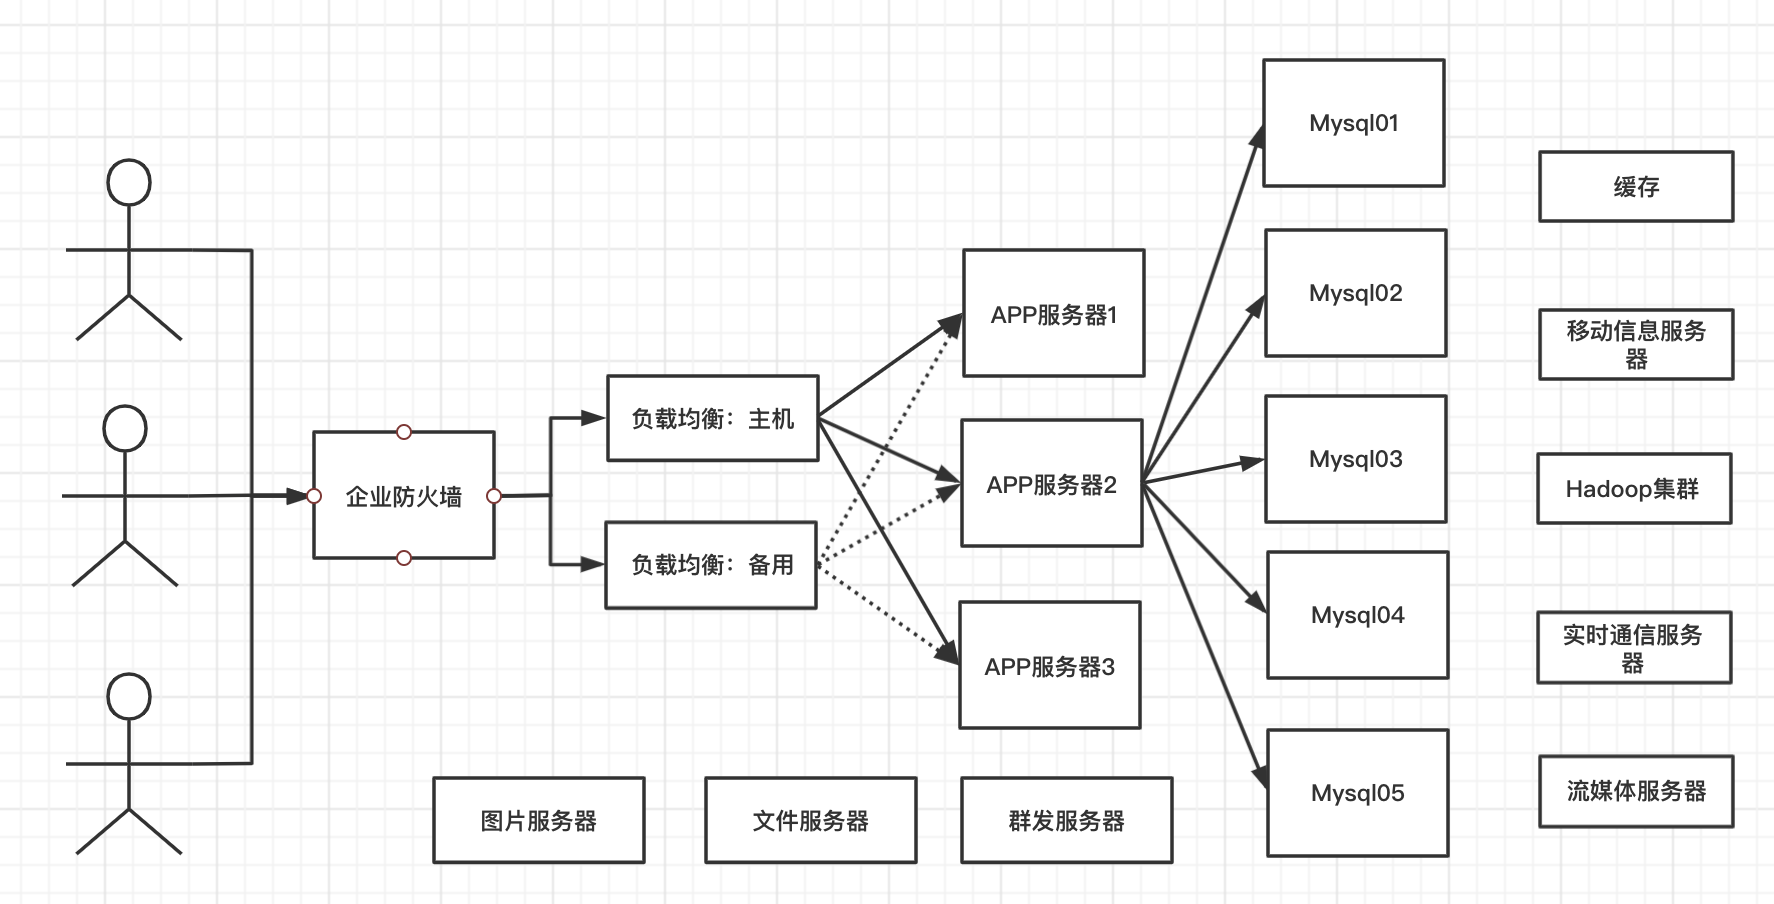 企业防火墙
负载均衡：主机
负载均衡：备用
APP服务器1
APP服务器2
APP服务器3
Mysql01
Mysql02
Mysql03
Mysql04
Mysql05
缓存
移动信息服务
器
Hadoop集群
实时通信服务
器
流媒体服务器
图片服务器
文件服务器
群发服务器